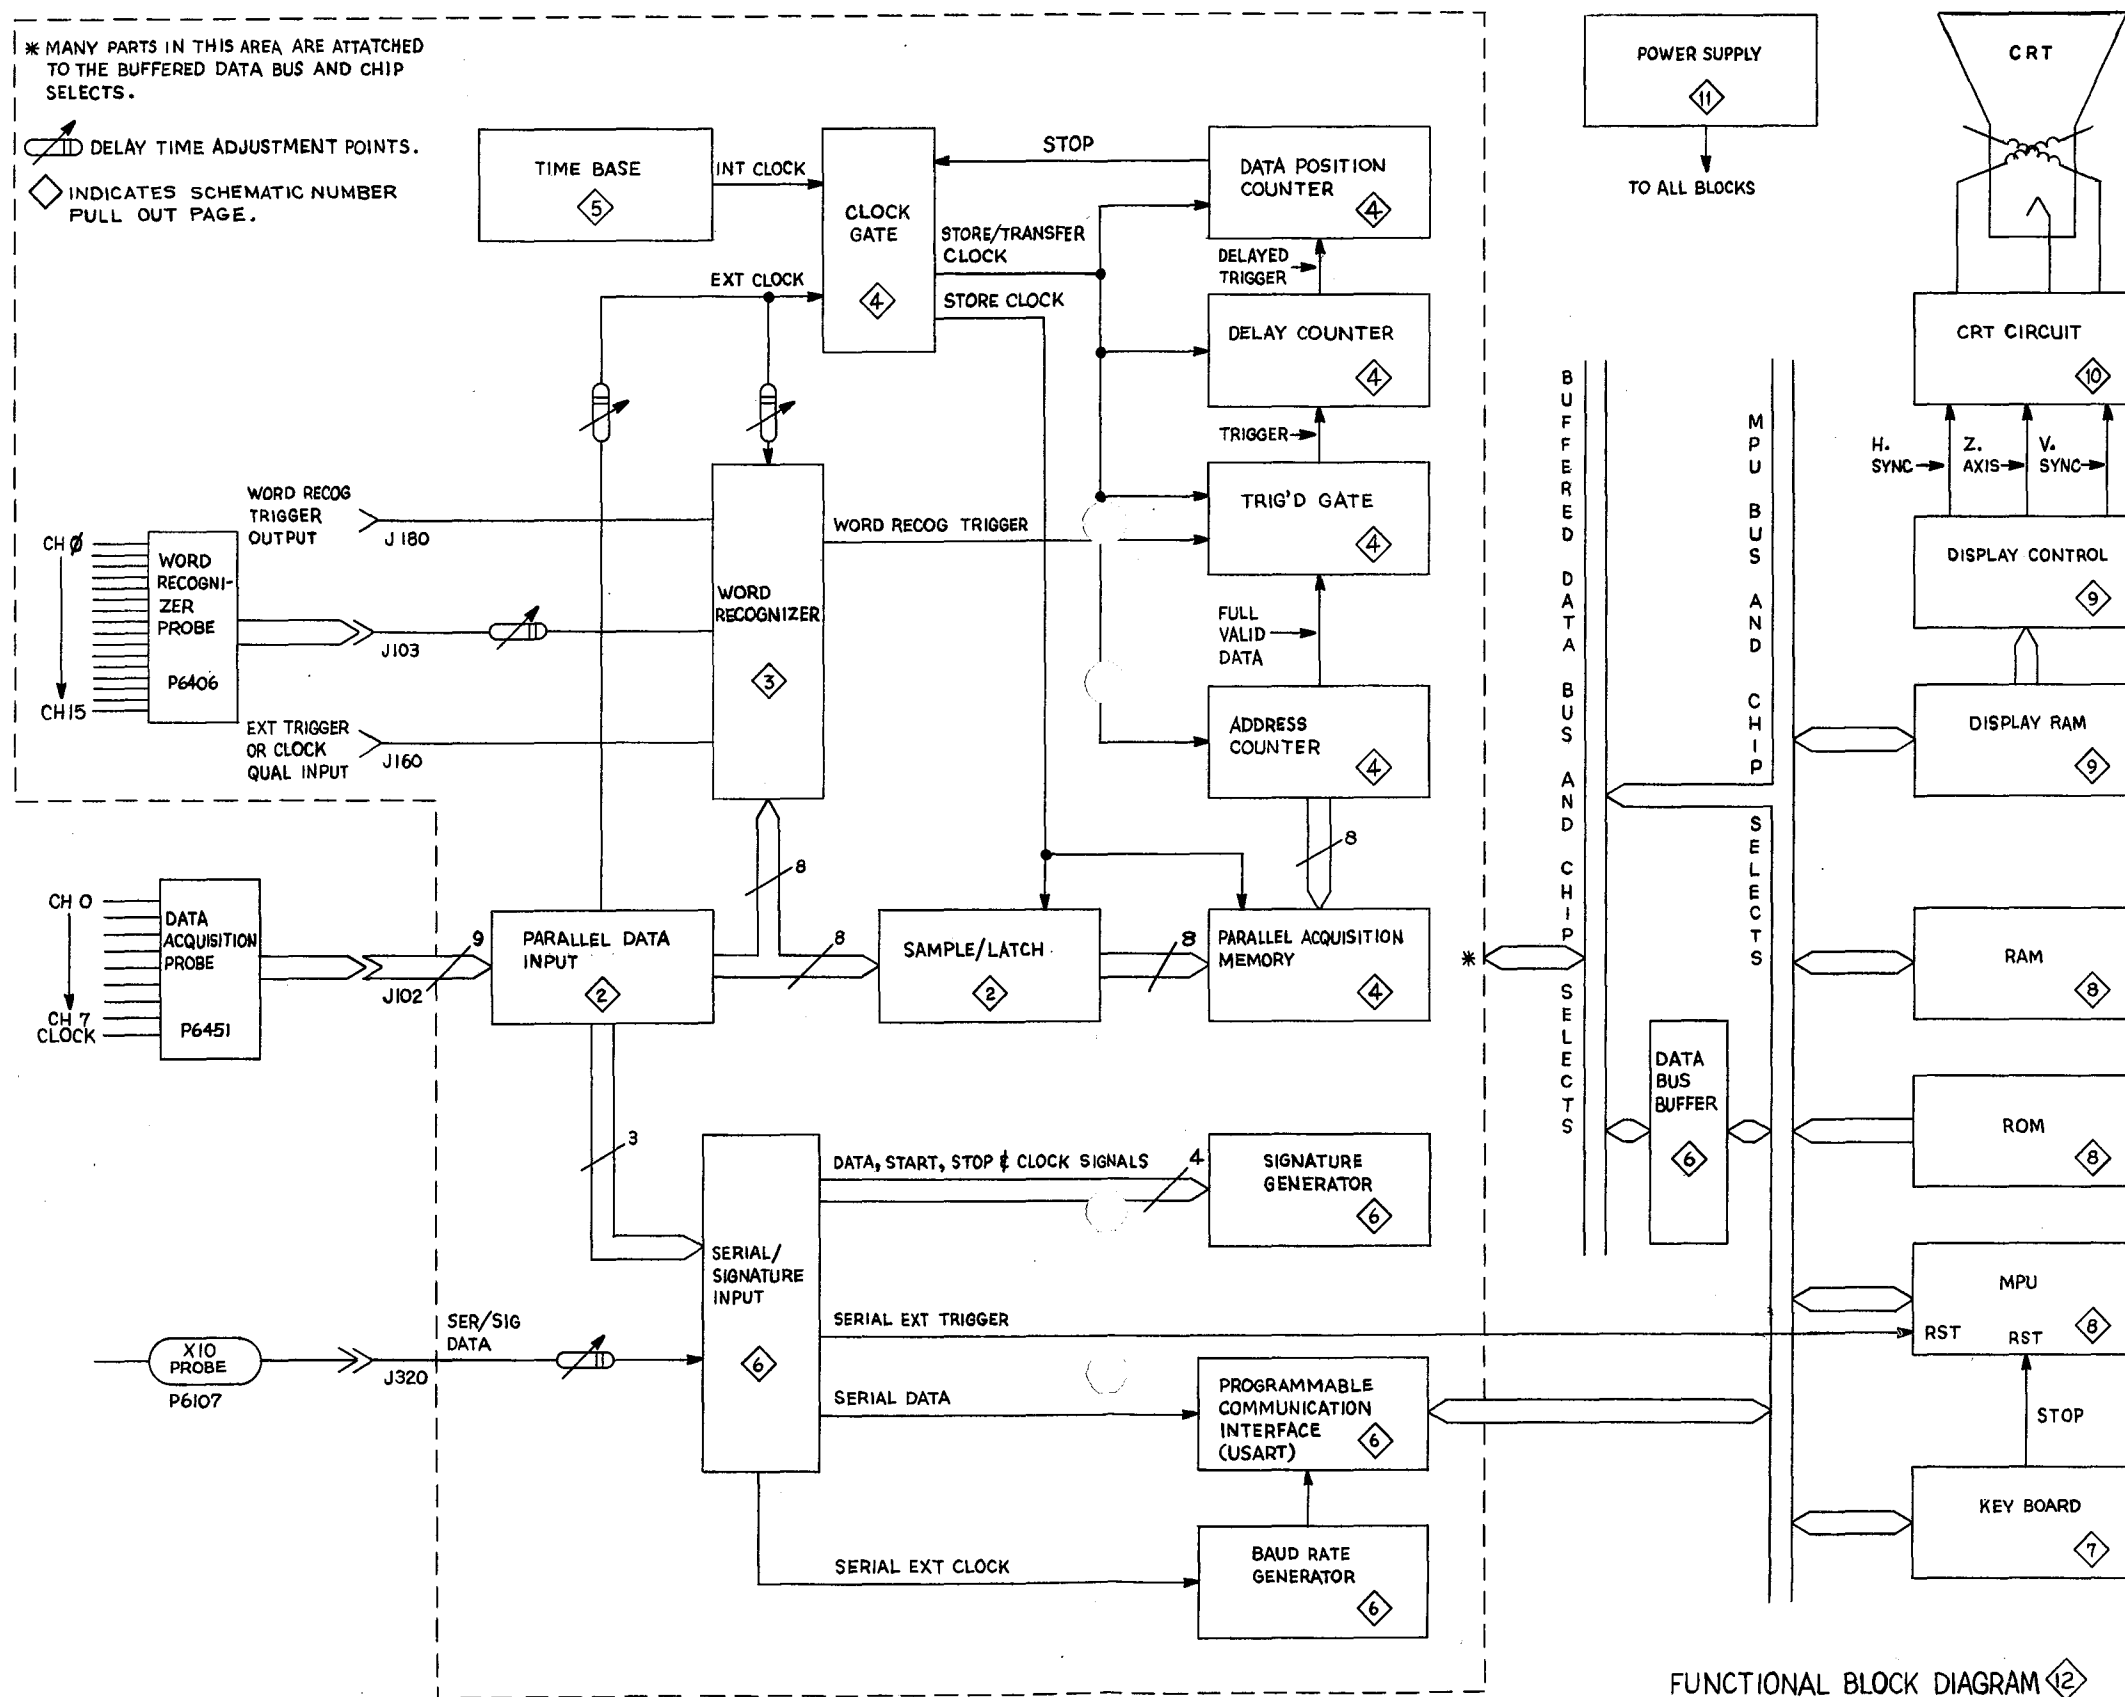 * MANY PARTS IN THIS AREA ARE ATTATCHED
TO THE BUFFERED DATA BUS AND CHIP
SELECTS.
DELAY TIME ADJUSTMENT POINTS.
INDICATES SCHEMATIC NUMBER
PULL OUT PAGE.
TIME BASE
5
INT CLOCK
EXT CLOCK
CLOCK
GATE
4
STOP
STORE/TRANSFER
CLOCK
STORE CLOCK
DATA POSITION
COUNTER
4
DELAYED
TRIGGER
DELAY COUNTER
4
TRIGGER
TRIG'D GATE
4
FULL
VALID
DATA
ADDRESS
COUNTER
4
8
WORD RECOG
TRIGGER
OUTPUT
J180
CH 0
CH 15
WORD
RECOGNI-
ZER
PROBE
P6406
J103
EXT TRIGGER
OR CLOCK
QUAL INPUT
J160
WORD
RECOGNIZER
3
WORD RECOG TRIGGER
8
CH 0
CH 7
CLOCK
DATA
ACQUISITION
PROBE
P6451
J102
9
PARALLEL DATA
INPUT
2
8
SAMPLE/LATCH
2
8
PARALLEL ACQUISITION
MEMORY
4
*
3
SERIAL/
SIGNATURE
INPUT
6
DATA, START, STOP & CLOCK SIGNALS
4
SIGNATURE
GENERATOR
6
X10
PROBE
P6107
J320
SER/SIG
DATA
SERIAL EXT TRIGGER
SERIAL DATA
PROGRAMMABLE
COMMUNICATION
INTERFACE
(USART)
6
SERIAL EXT CLOCK
BAUD RATE
GENERATOR
6
POWER SUPPLY
11
TO ALL BLOCKS
BUFFERED DATA BUS AND CHIP SELECTS
MPU BUS AND CHIP SELECTS
DATA
BUS
BUFFER
6
CRT
CRT CIRCUIT
10
H.
SYNC
Z.
AXIS
V.
SYNC
DISPLAY CONTROL
9
DISPLAY RAM
9
RAM
8
ROM
8
MPU
8
RST
RST
STOP
KEY BOARD
7
FUNCTIONAL BLOCK DIAGRAM 12